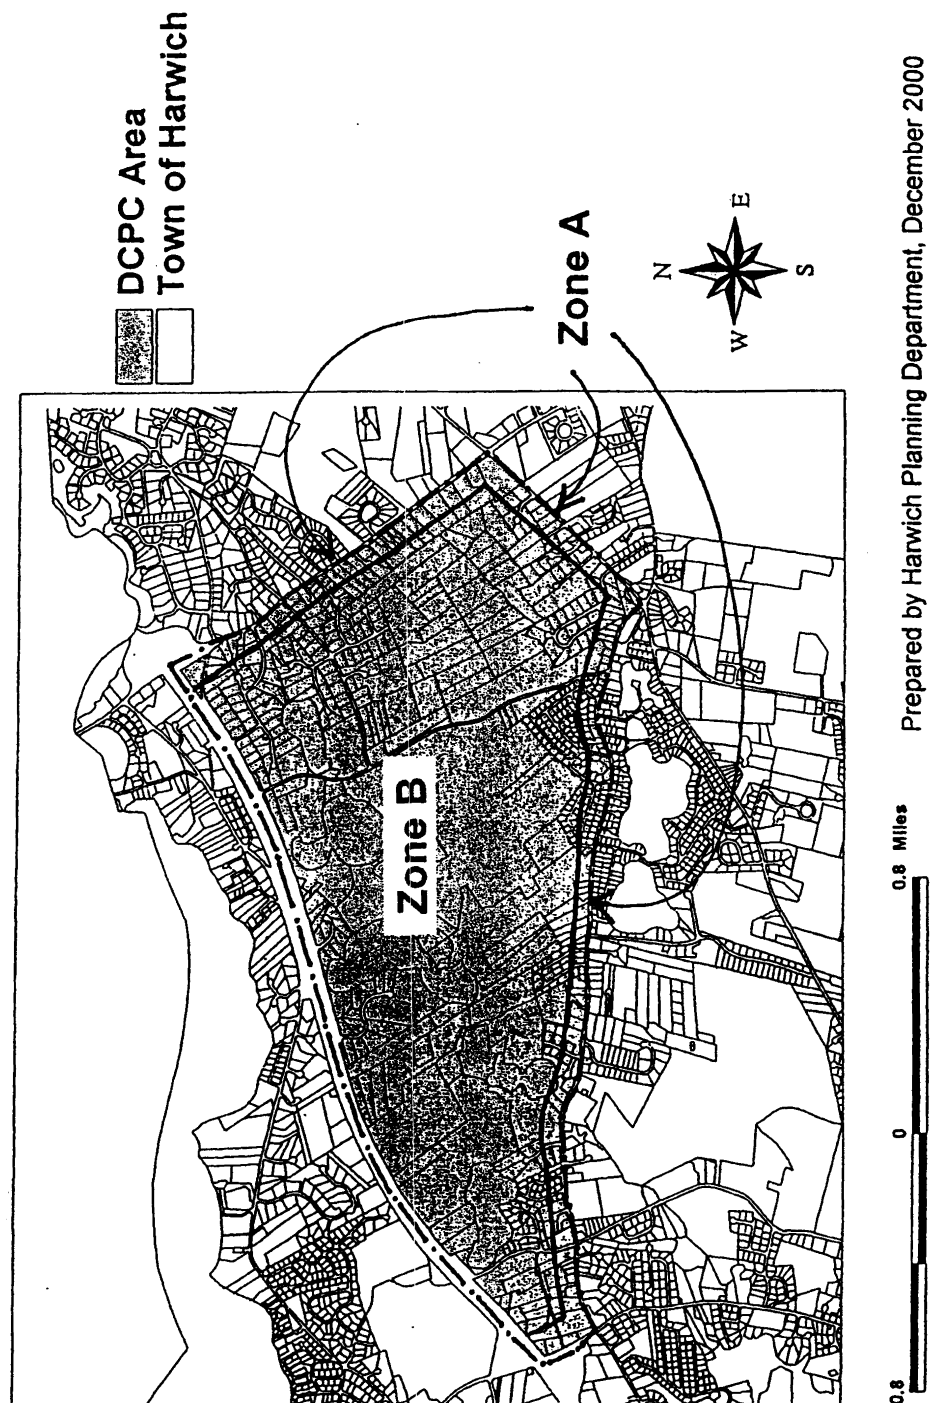 DCPC Area
Town of Harwich
Zone A
N
E
S
W
Zone B
0.8
0
0.8 Miles
Prepared by Harwich Planning Department, December 2000